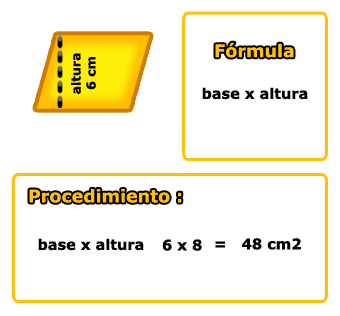 altura
6 cm
Fórmula
base x altura
Procedimiento :
base x altura 6 x 8 = 48 cm2